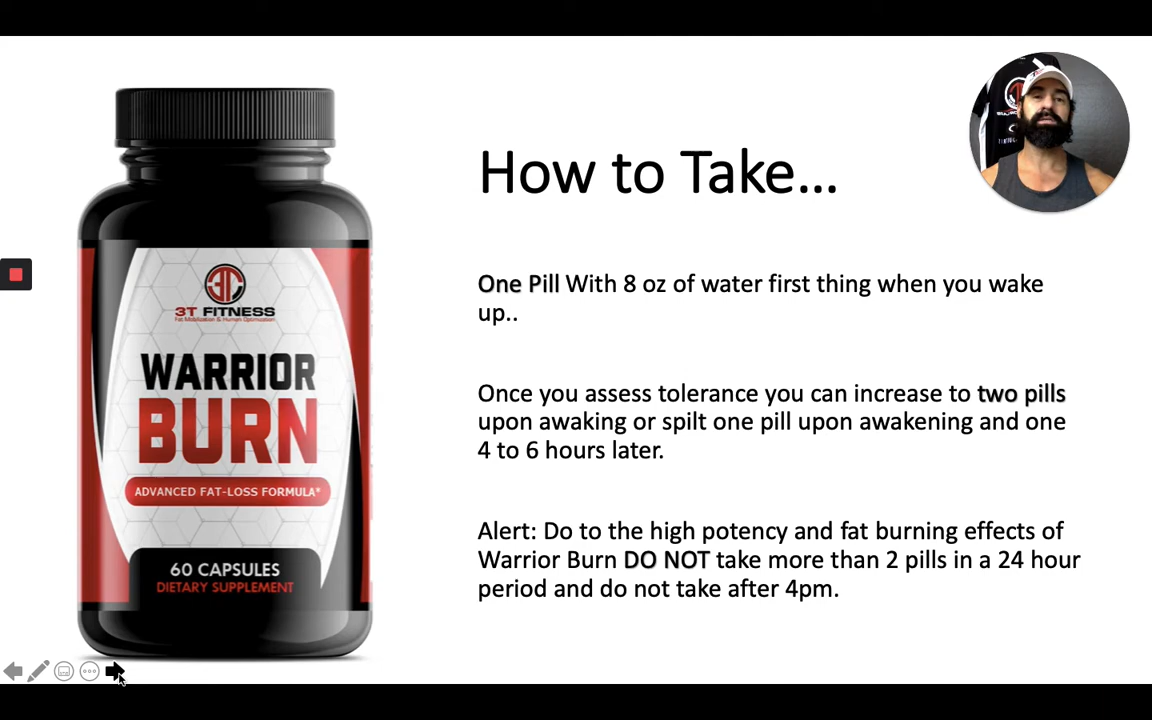 How to Take...
One Pill With 8 oz of water first thing when you wake
up..
Once you assess tolerance you can increase to two pills
upon awaking or spilt one pill upon awakening and one
4 to 6 hours later.
Alert: Do to the high potency and fat burning effects of
Warrior Burn DO NOT take more than 2 pills in a 24 hour
period and do not take after 4pm.
3T FITNESS
Fat Mobilization & Human Optimization
WARRIOR
BURN
ADVANCED FAT-LOSS FORMULA*
60 CAPSULES
DIETARY SUPPLEMENT